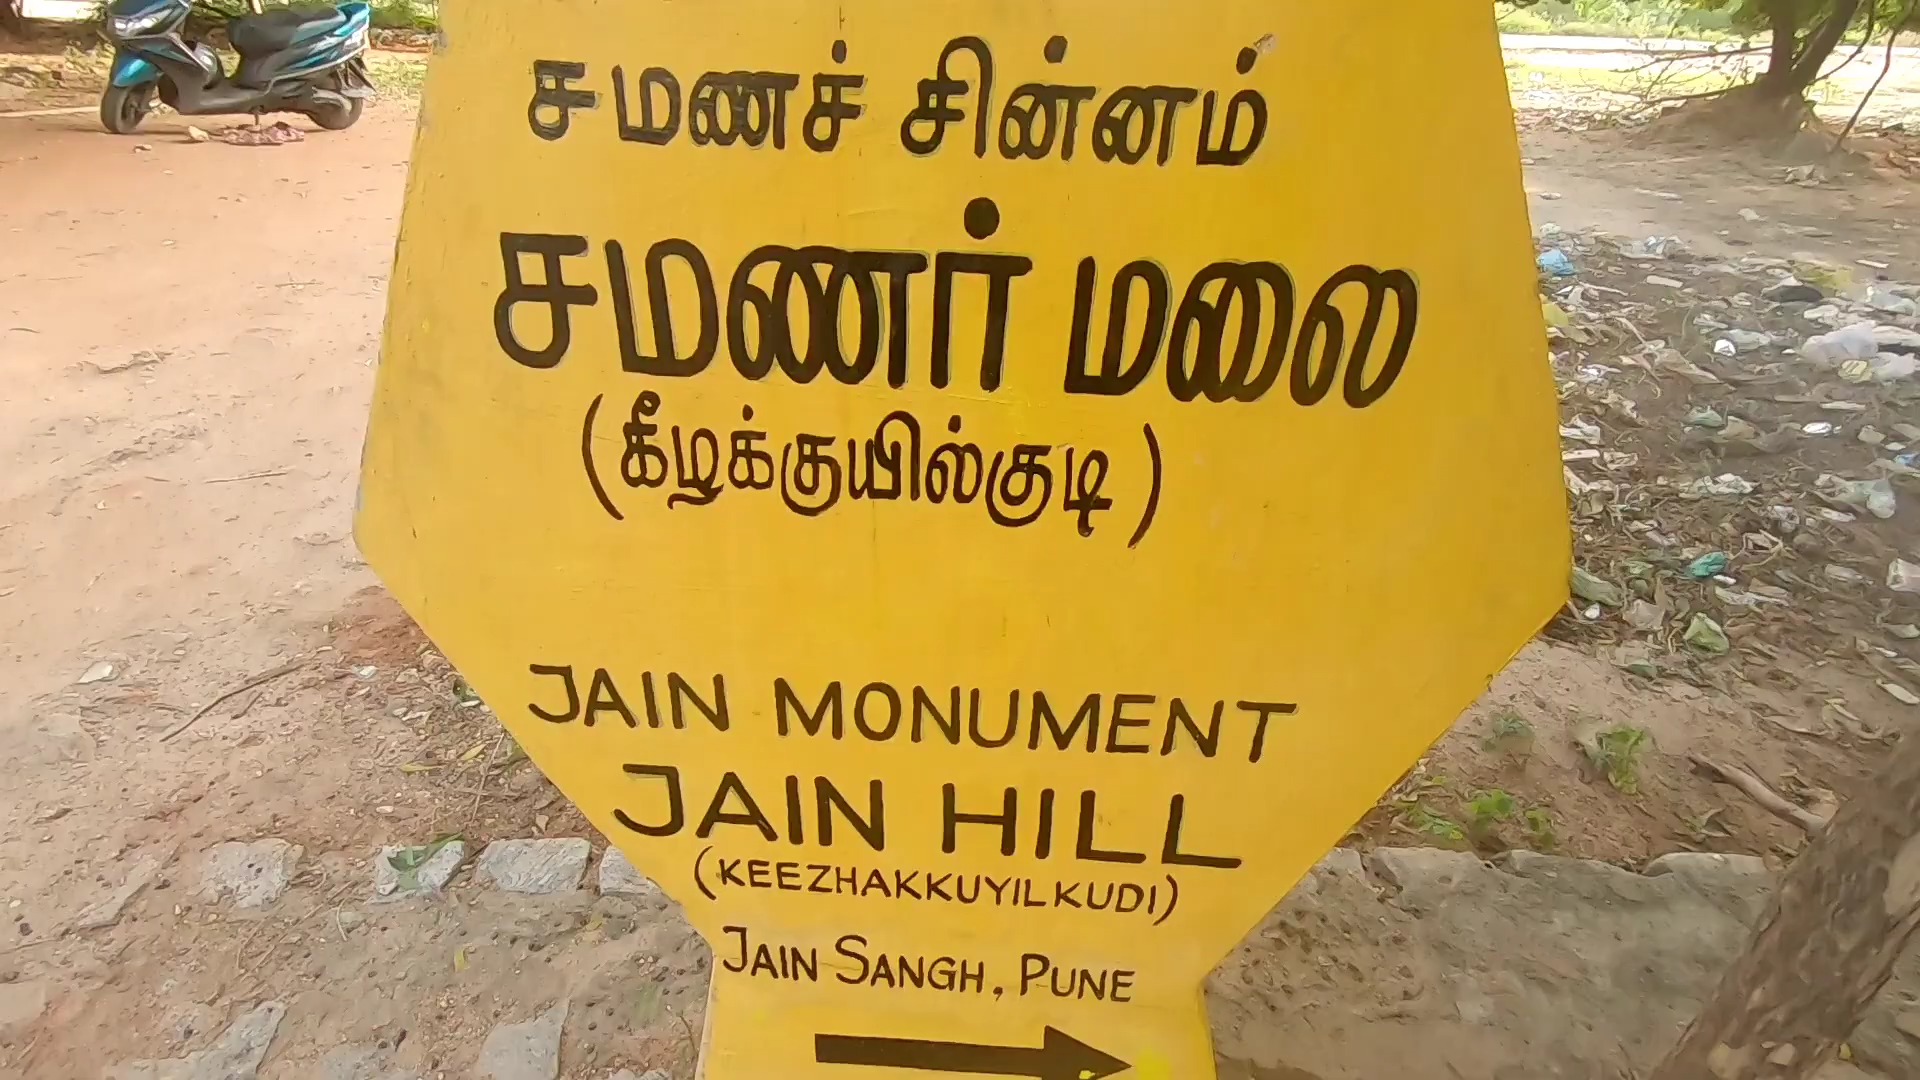 சமணச் சின்னம்
சமணர் மலை
(கீழக்குயில்குடி)
JAIN MONUMENT
JAIN HILL
(KEEZHAKKUYILKUDI)
JAIN SANGH, PUNE